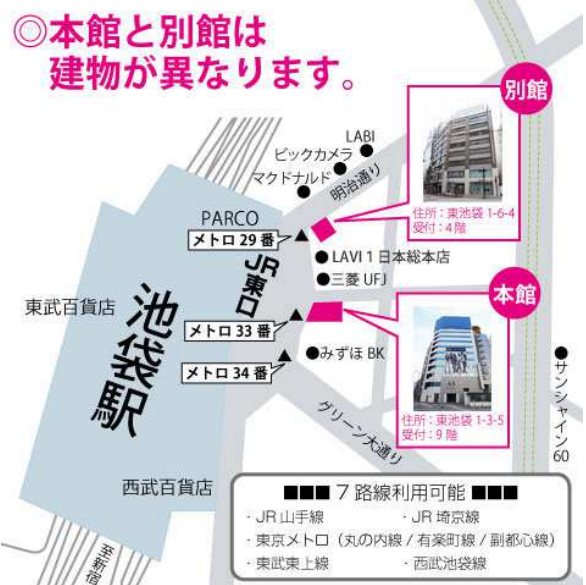 ◎本館と別館は
建物が異なります。
別館
LABI
ビックカメラ
マクドナルド
明治通り
住所：東池袋 1-6-4
受付：4 階
PARCO
メトロ 29 番
LAVI 1 日本総本店
三菱 UFJ
JR 東口
本館
東武百貨店
池袋駅
メトロ 33 番
みずほ BK
メトロ 34 番
サンシャイン 60
住所：東池袋 1-3-5
受付：9 階
グリーン大通り
西武百貨店
至新宿
■■■ 7 路線利用可能 ■■■
・JR 山手線 ・JR 埼京線
・東京メトロ（丸の内線 / 有楽町線 / 副都心線）
・東武東上線 ・西武池袋線